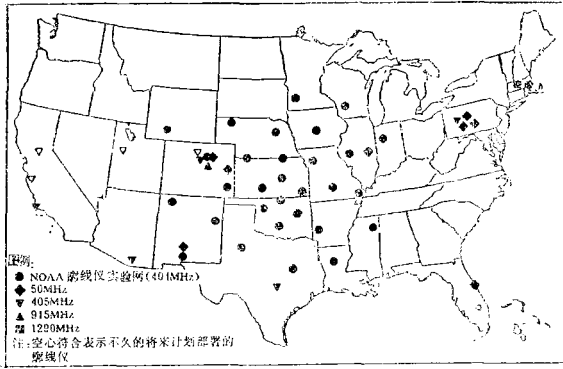 图例:
● NOAA 廓线仪实验网(404MHz)
◆ 50MHz
▼ 405MHz
▲ 915MHz
1290MHz
注:空心符合表示不久的将来计划部署的
廓线仪